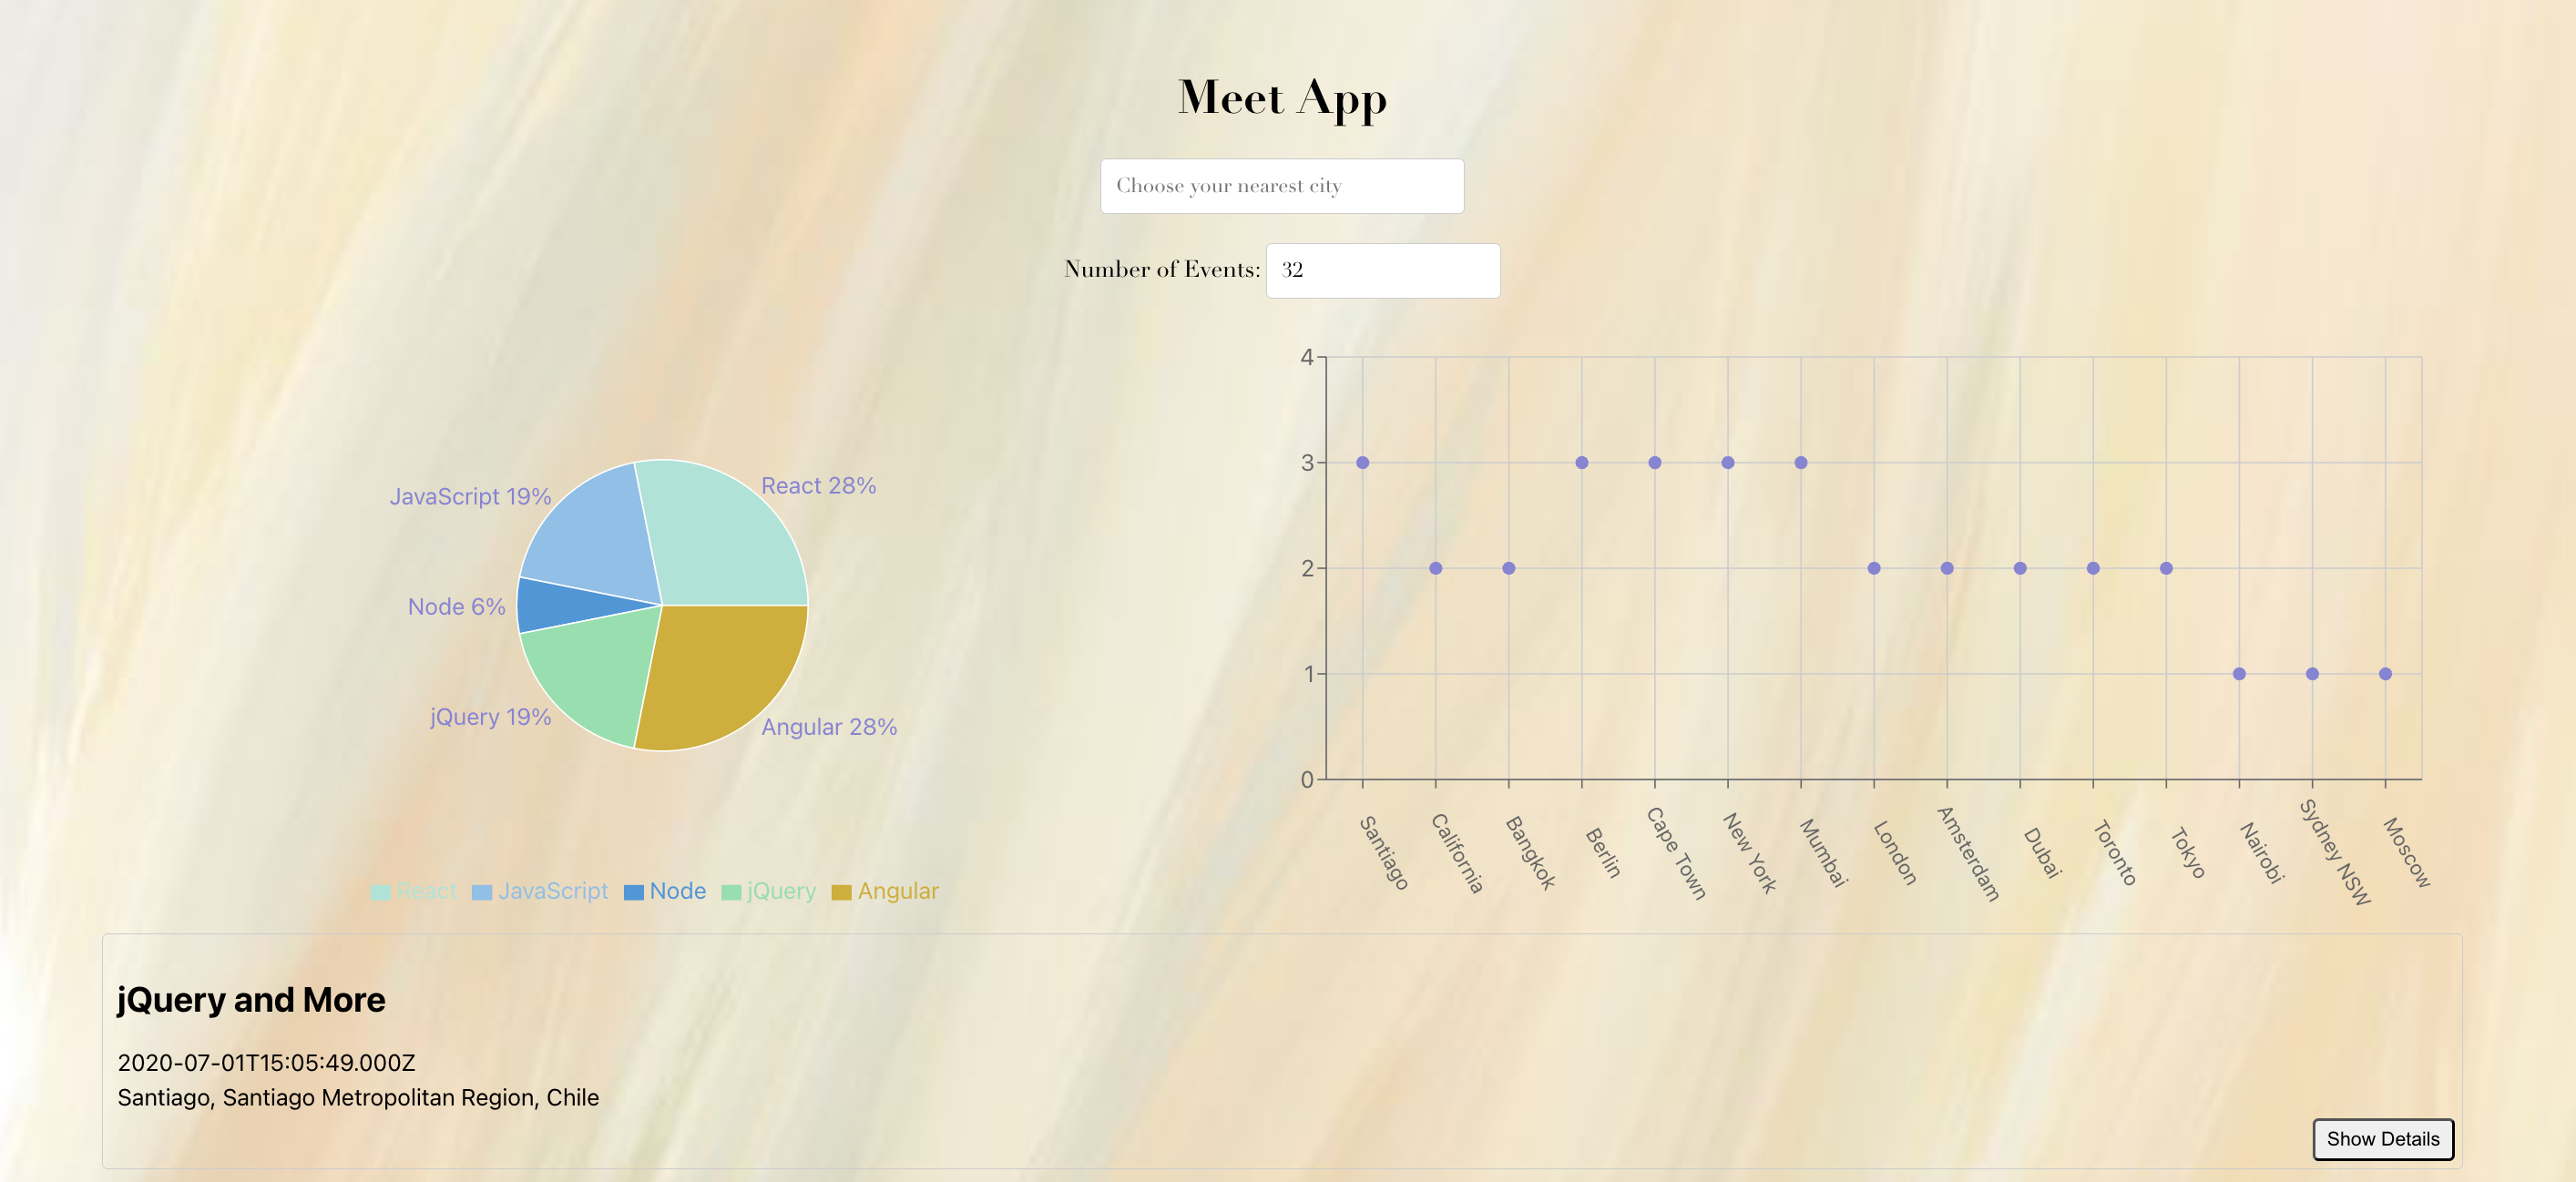 Meet App
Choose your nearest city
Number of Events: 32
React 28%
JavaScript 19%
Node 6%
jQuery 19%
Angular 28%
React JavaScript Node jQuery Angular
4
3
2
1
0
Santiago
California
Bangkok
Berlin
Cape Town
New York
Mumbai
London
Amsterdam
Dubai
Toronto
Tokyo
Nairobi
Sydney NSW
Moscow
jQuery and More
2020-07-01T15:05:49.000Z
Santiago, Santiago Metropolitan Region, Chile
Show Details